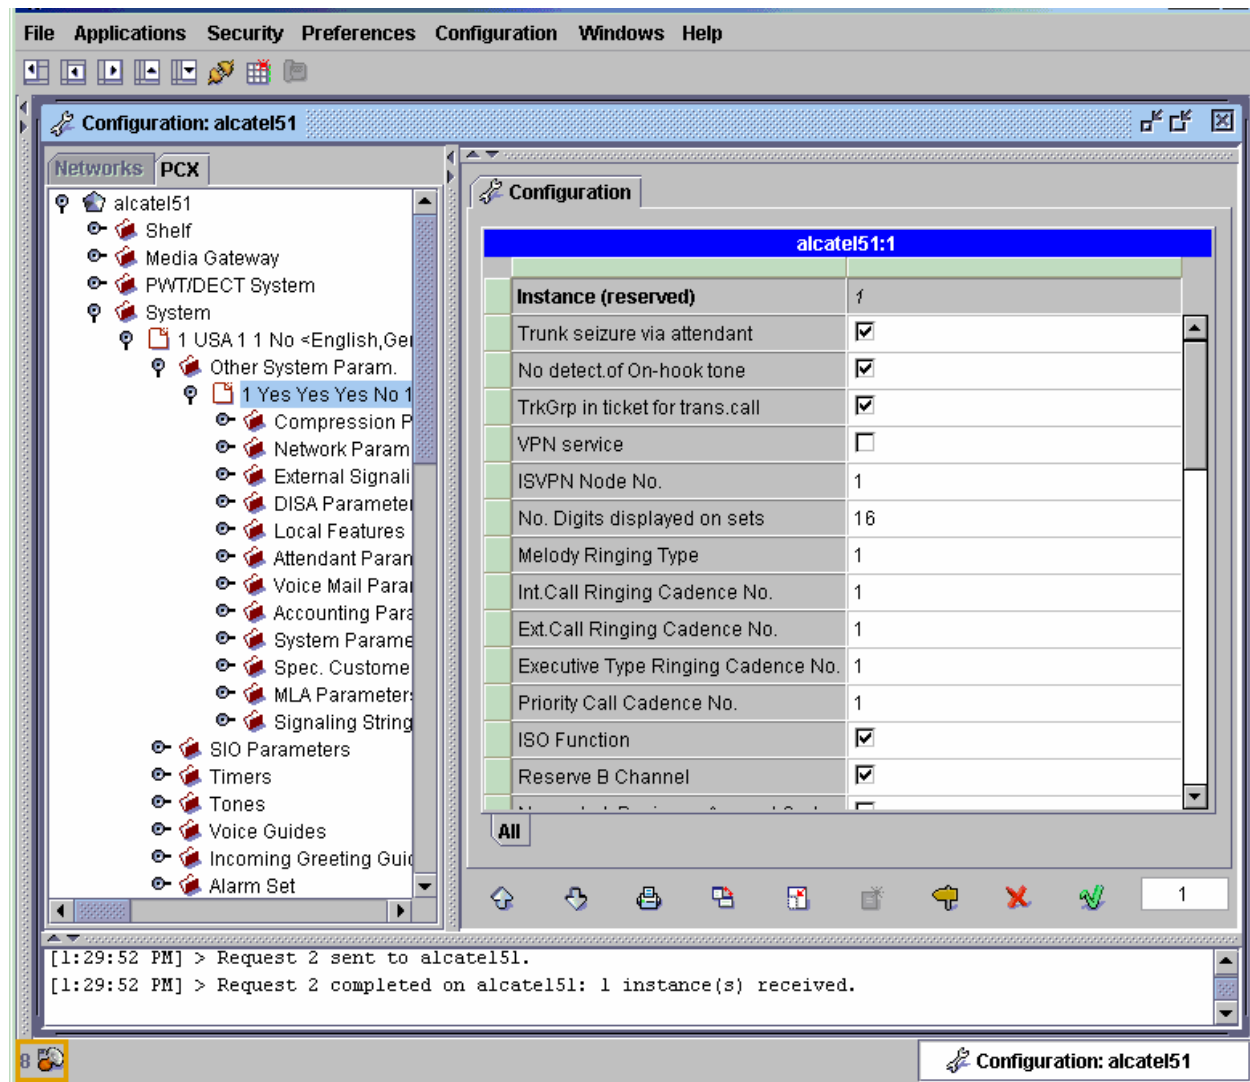 File Applications Security Preferences Configuration Windows Help
Configuration: alcatel51
Networks PCX
alcatel51
Shelf
Media Gateway
PWT/DECT System
System
1 USA 1 1 No <English,Ger
Other System Param.
1 Yes Yes Yes No 1
Compression P
Network Param
External Signali
DISA Parameter
Local Features
Attendant Param
Voice Mail Para
Accounting Para
System Parame
Spec. Custome
MLA Parameter
Signaling String
SIO Parameters
Timers
Tones
Voice Guides
Incoming Greeting Guid
Alarm Set
Configuration
alcatel51:1
Instance (reserved) 1
Trunk seizure via attendant
No detect.of On-hook tone
TrkGrp in ticket for trans.call
VPN service
ISVPN Node No. 1
No. Digits displayed on sets 16
Melody Ringing Type 1
Int.Call Ringing Cadence No. 1
Ext.Call Ringing Cadence No. 1
Executive Type Ringing Cadence No. 1
Priority Call Cadence No. 1
ISO Function
Reserve B Channel
All
1
[1:29:52 PM] > Request 2 sent to alcatel51.
[1:29:52 PM] > Request 2 completed on alcatel51: 1 instance(s) received.
8
Configuration: alcatel51